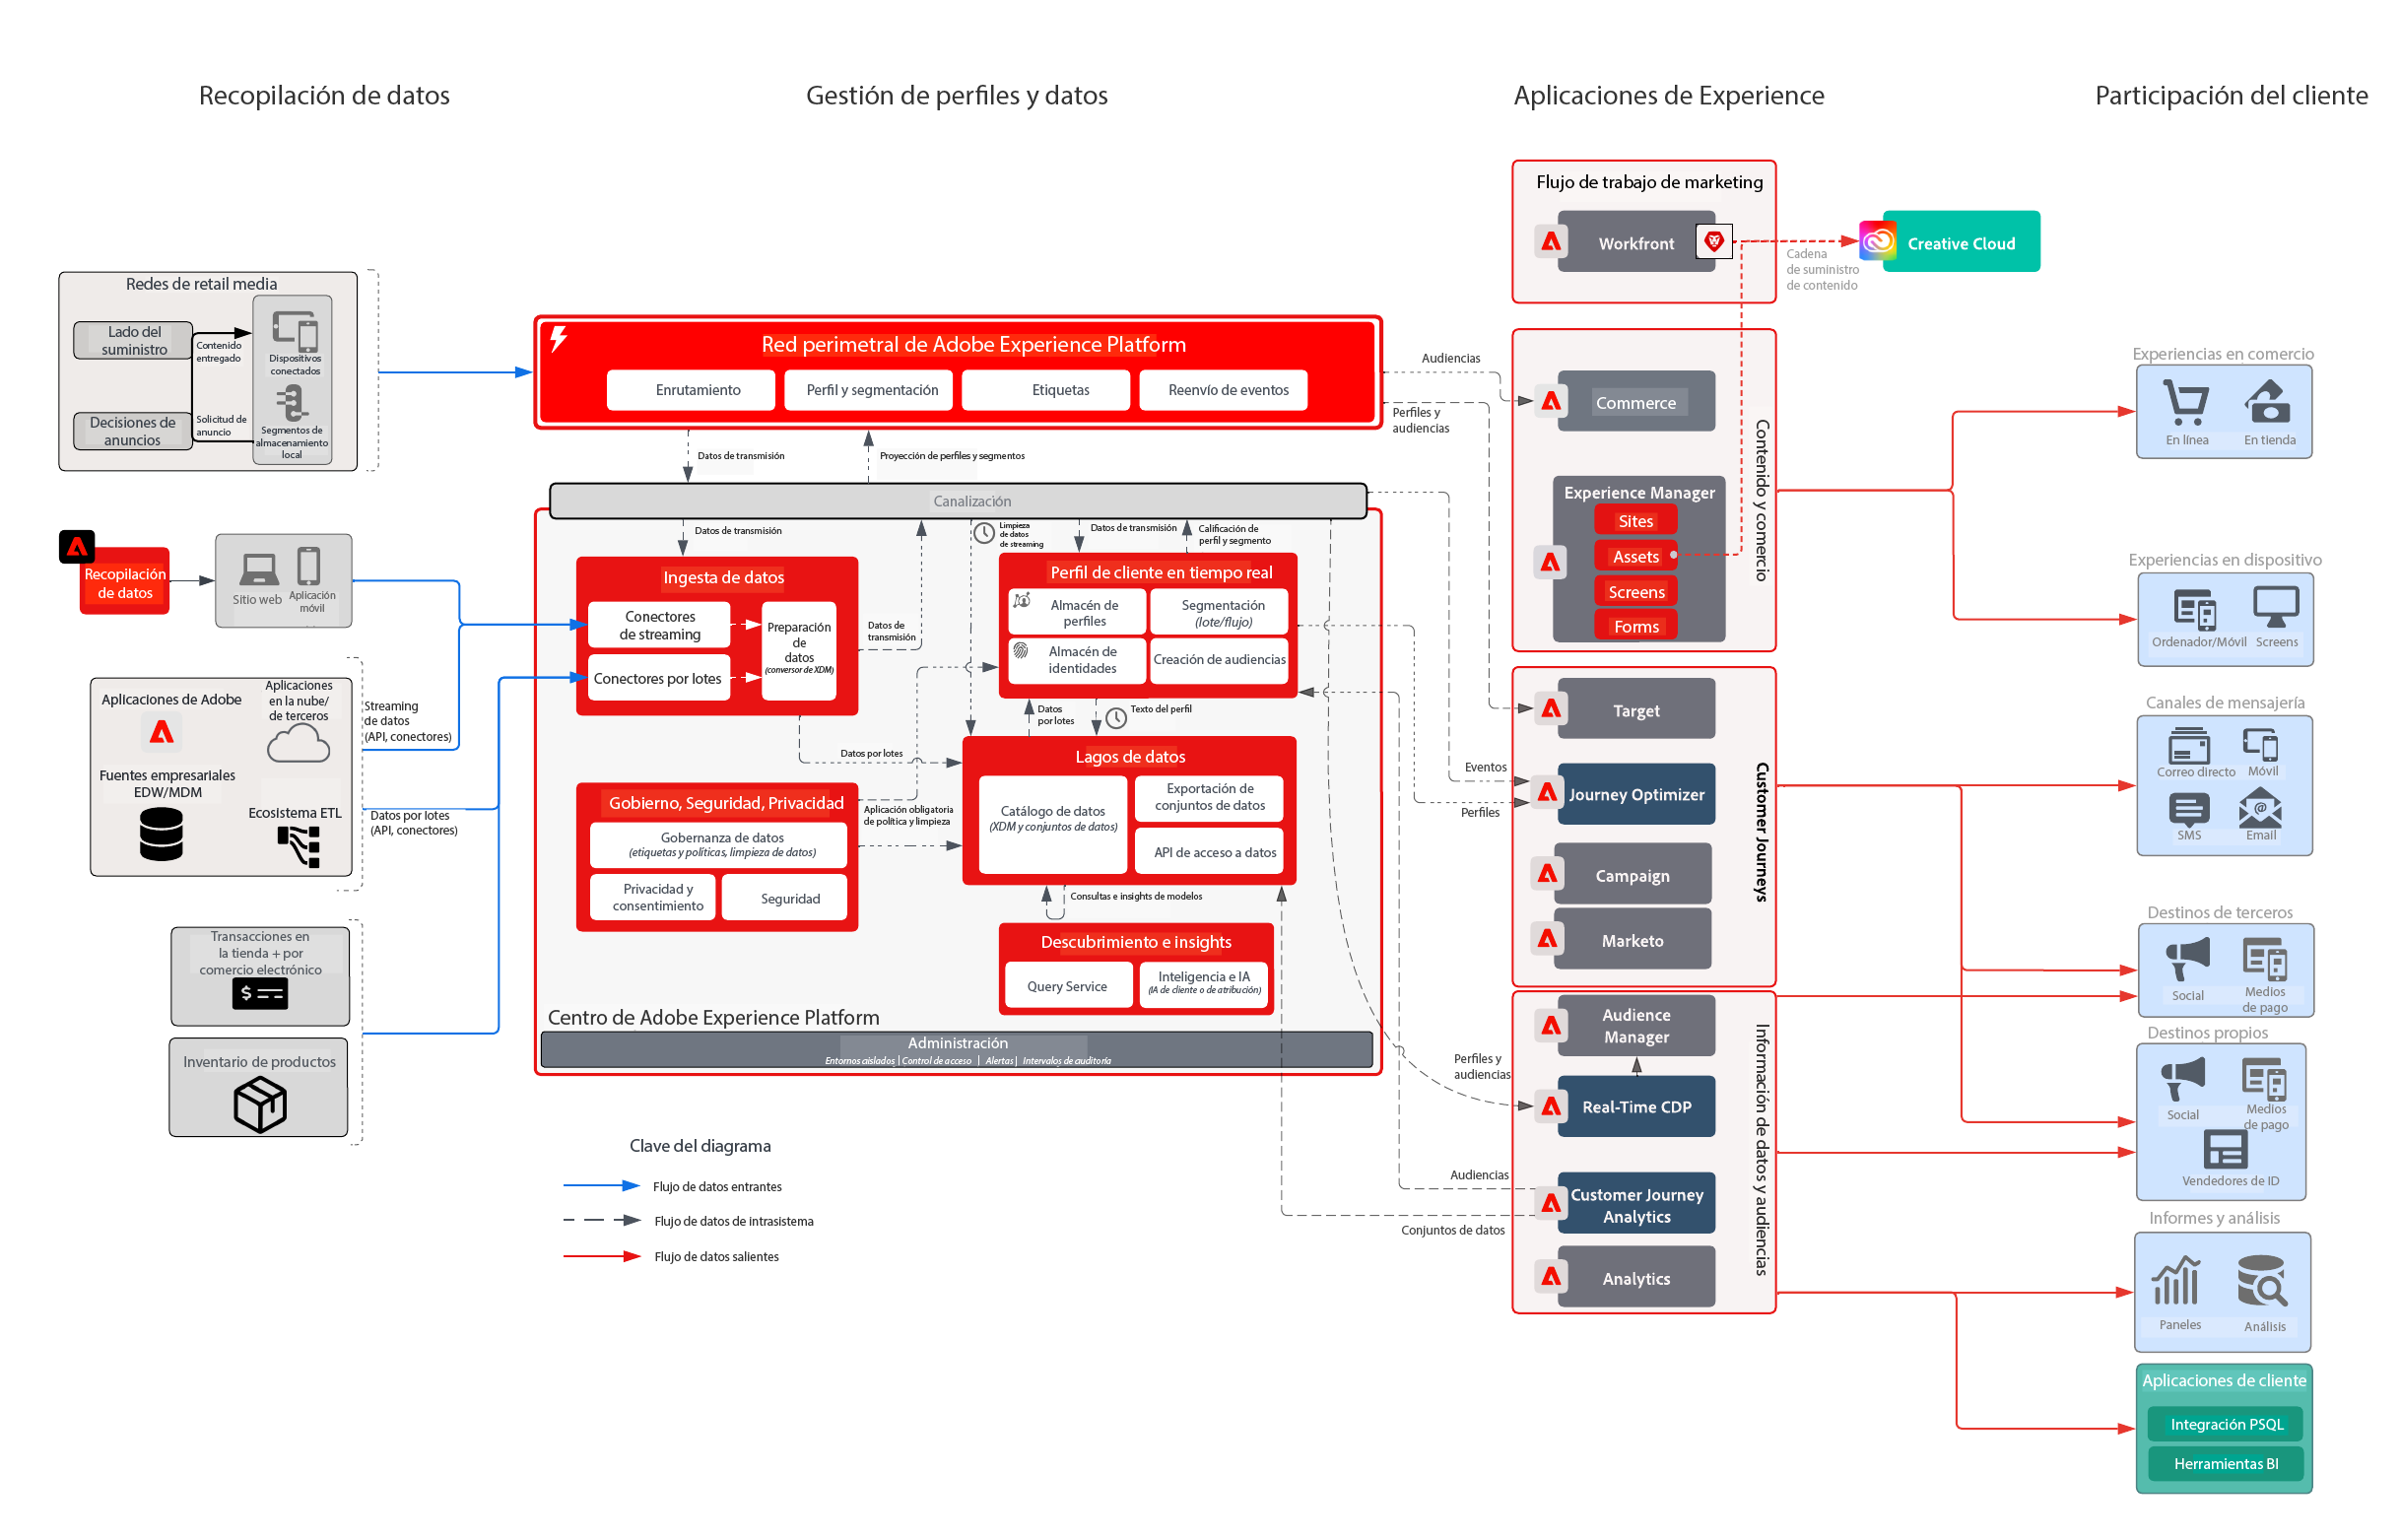 Recopilación de datos
Gestión de perfiles y datos
Aplicaciones de Experience
Participación del cliente
Redes de retail media
Lado del
suministro
Contenido
entregado
Dispositivos
conectados
Decisiones de
anuncios
Solicitud de
anuncio
Segmentos de
almacenamiento
local
Recopilación
de datos
Sitio web
Aplicación
móvil
Aplicaciones de Adobe
Aplicaciones
en la nube/
de terceros
Fuentes empresariales
EDW/MDM
Ecosistema ETL
Streaming
de datos
(API, conectores)
Datos por lotes
(API, conectores)
Transacciones en
la tienda + por
comercio electrónico
$
Inventario de productos
Red perimetral de Adobe Experience Platform
Enrutamiento
Perfil y segmentación
Etiquetas
Reenvío de eventos
Datos de transmisión
Proyección de perfiles y segmentos
Canalización
Datos de transmisión
Limpieza
de datos
de streaming
Datos de transmisión
Calificación de
perfil y segmento
Ingesta de datos
Conectores
de streaming
Conectores por lotes
Preparación
de
datos
(conversor de XDM)
Datos de
transmisión
Perfil de cliente en tiempo real
Almacén de
perfiles
Segmentación
(lote/flujo)
Almacén de
identidades
Creación de audiencias
Datos
por lotes
Texto del perfil
Datos por lotes
Lagos de datos
Catálogo de datos
(XDM y conjuntos de datos)
Exportación de
conjuntos de datos
API de acceso a datos
Gobierno, Seguridad, Privacidad
Gobernanza de datos
(etiquetas y políticas, limpieza de datos)
Privacidad y
consentimiento
Seguridad
Aplicación obligatoria
de política y limpieza
Consultas e insights de modelos
Descubrimiento e insights
Query Service
Inteligencia e IA
(IA de cliente o de atribución)
Centro de Adobe Experience Platform
Administración
Entornos aislados | Control de acceso | Alertas | Intervalos de auditoría
Clave del diagrama
Flujo de datos entrantes
Flujo de datos de intrasistema
Flujo de datos salientes
Audiencias
Perfiles y
audiencias
Eventos
Perfiles
Perfiles y
audiencias
Audiencias
Conjuntos de datos
Flujo de trabajo de marketing
Workfront
Cadena
de suministro
de contenido
Creative Cloud
Commerce
Experience Manager
Sites
Assets
Screens
Forms
Contenido y comercio
Target
Journey Optimizer
Campaign
Marketo
Customer Journeys
Audience
Manager
Real-Time CDP
Customer Journey
Analytics
Analytics
Información de datos y audiencias
Experiencias en comercio
En línea
En tienda
Experiencias en dispositivo
Ordenador/Móvil
Screens
Canales de mensajería
Correo directo
Móvil
SMS
@
Email
Destinos de terceros
Social
Medios
de pago
Destinos propios
Social
Medios
de pago
Vendedores de ID
Informes y análisis
Paneles
Análisis
Aplicaciones de cliente
Integración PSQL
Herramientas BI